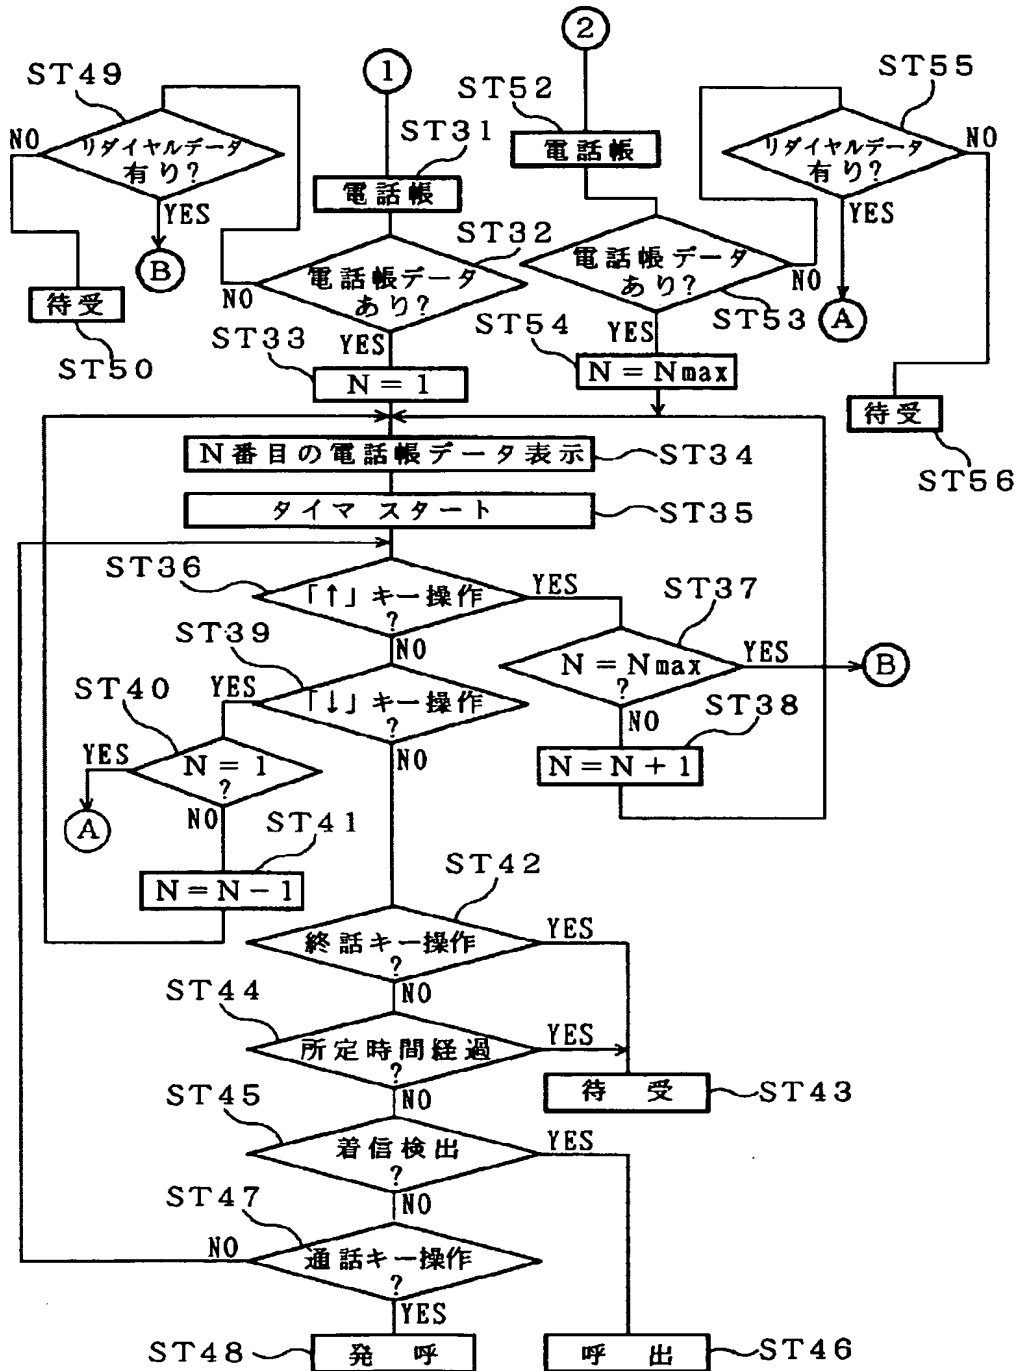 2
1
ST49
ST52
ST55
NO
リダイヤルデータ
有り?
YES
B
ST31
電話帳
電話帳
リダイヤルデータ
有り?
NO
YES
A
ST32
電話帳データ
あり?
NO
YES
電話帳データ
あり?
NO
YES
ST53
待受
ST50
ST33
N=1
ST54
N=Nmax
待受
ST56
N番目の電話帳データ表示
ST34
タイマ スタート
ST35
ST36
「↑」キー操作
?
YES
NO
ST37
N=Nmax
?
YES
B
NO
ST39
「↓」キー操作
?
YES
NO
ST38
N=N+1
ST40
N=1
?
YES
A
NO
ST41
N=N-1
ST42
終話キー操作
?
YES
NO
ST44
所定時間経過
?
YES
NO
待 受
ST43
ST45
着信検出
?
YES
NO
ST47
通話キー操作
?
NO
YES
ST48
発 呼
呼 出
ST46